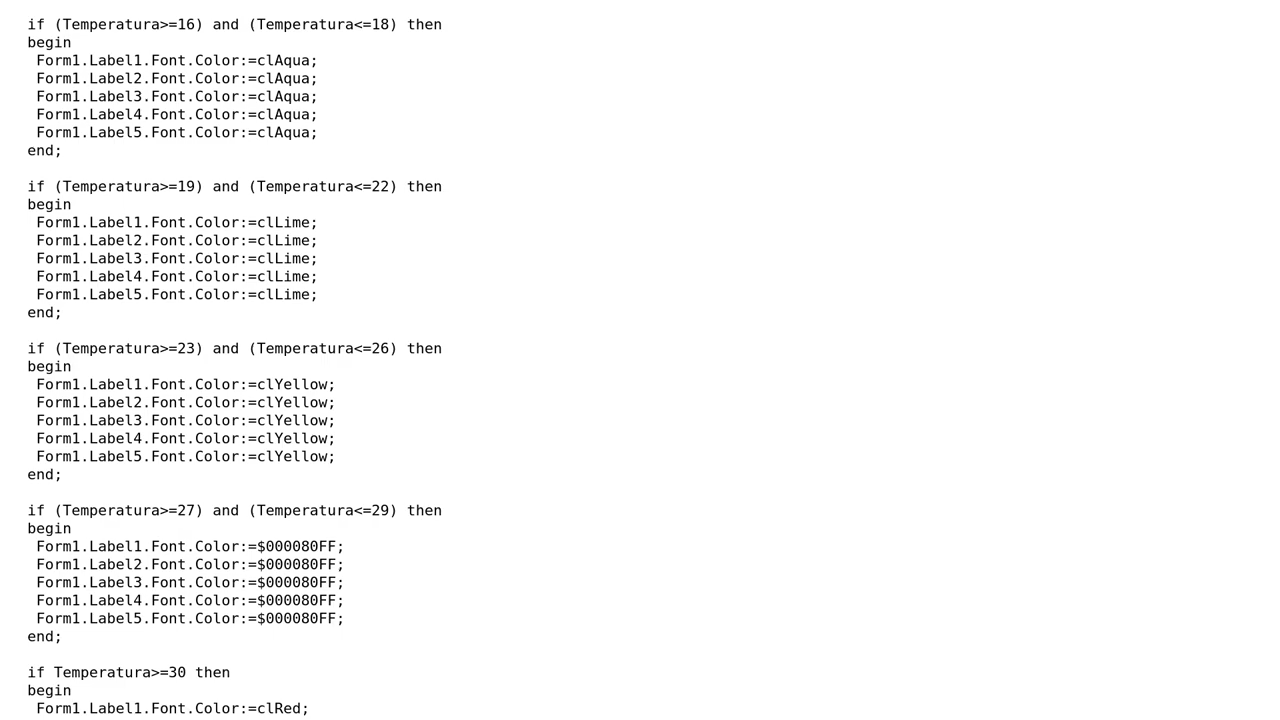 if (Temperatura>=16) and (Temperatura<=18) then
begin
 Form1.Label1.Font.Color:=clAqua;
 Form1.Label2.Font.Color:=clAqua;
 Form1.Label3.Font.Color:=clAqua;
 Form1.Label4.Font.Color:=clAqua;
 Form1.Label5.Font.Color:=clAqua;
end;

if (Temperatura>=19) and (Temperatura<=22) then
begin
 Form1.Label1.Font.Color:=clLime;
 Form1.Label2.Font.Color:=clLime;
 Form1.Label3.Font.Color:=clLime;
 Form1.Label4.Font.Color:=clLime;
 Form1.Label5.Font.Color:=clLime;
end;

if (Temperatura>=23) and (Temperatura<=26) then
begin
 Form1.Label1.Font.Color:=clYellow;
 Form1.Label2.Font.Color:=clYellow;
 Form1.Label3.Font.Color:=clYellow;
 Form1.Label4.Font.Color:=clYellow;
 Form1.Label5.Font.Color:=clYellow;
end;

if (Temperatura>=27) and (Temperatura<=29) then
begin
 Form1.Label1.Font.Color:=$000080FF;
 Form1.Label2.Font.Color:=$000080FF;
 Form1.Label3.Font.Color:=$000080FF;
 Form1.Label4.Font.Color:=$000080FF;
 Form1.Label5.Font.Color:=$000080FF;
end;

if Temperatura>=30 then
begin
 Form1.Label1.Font.Color:=clRed;